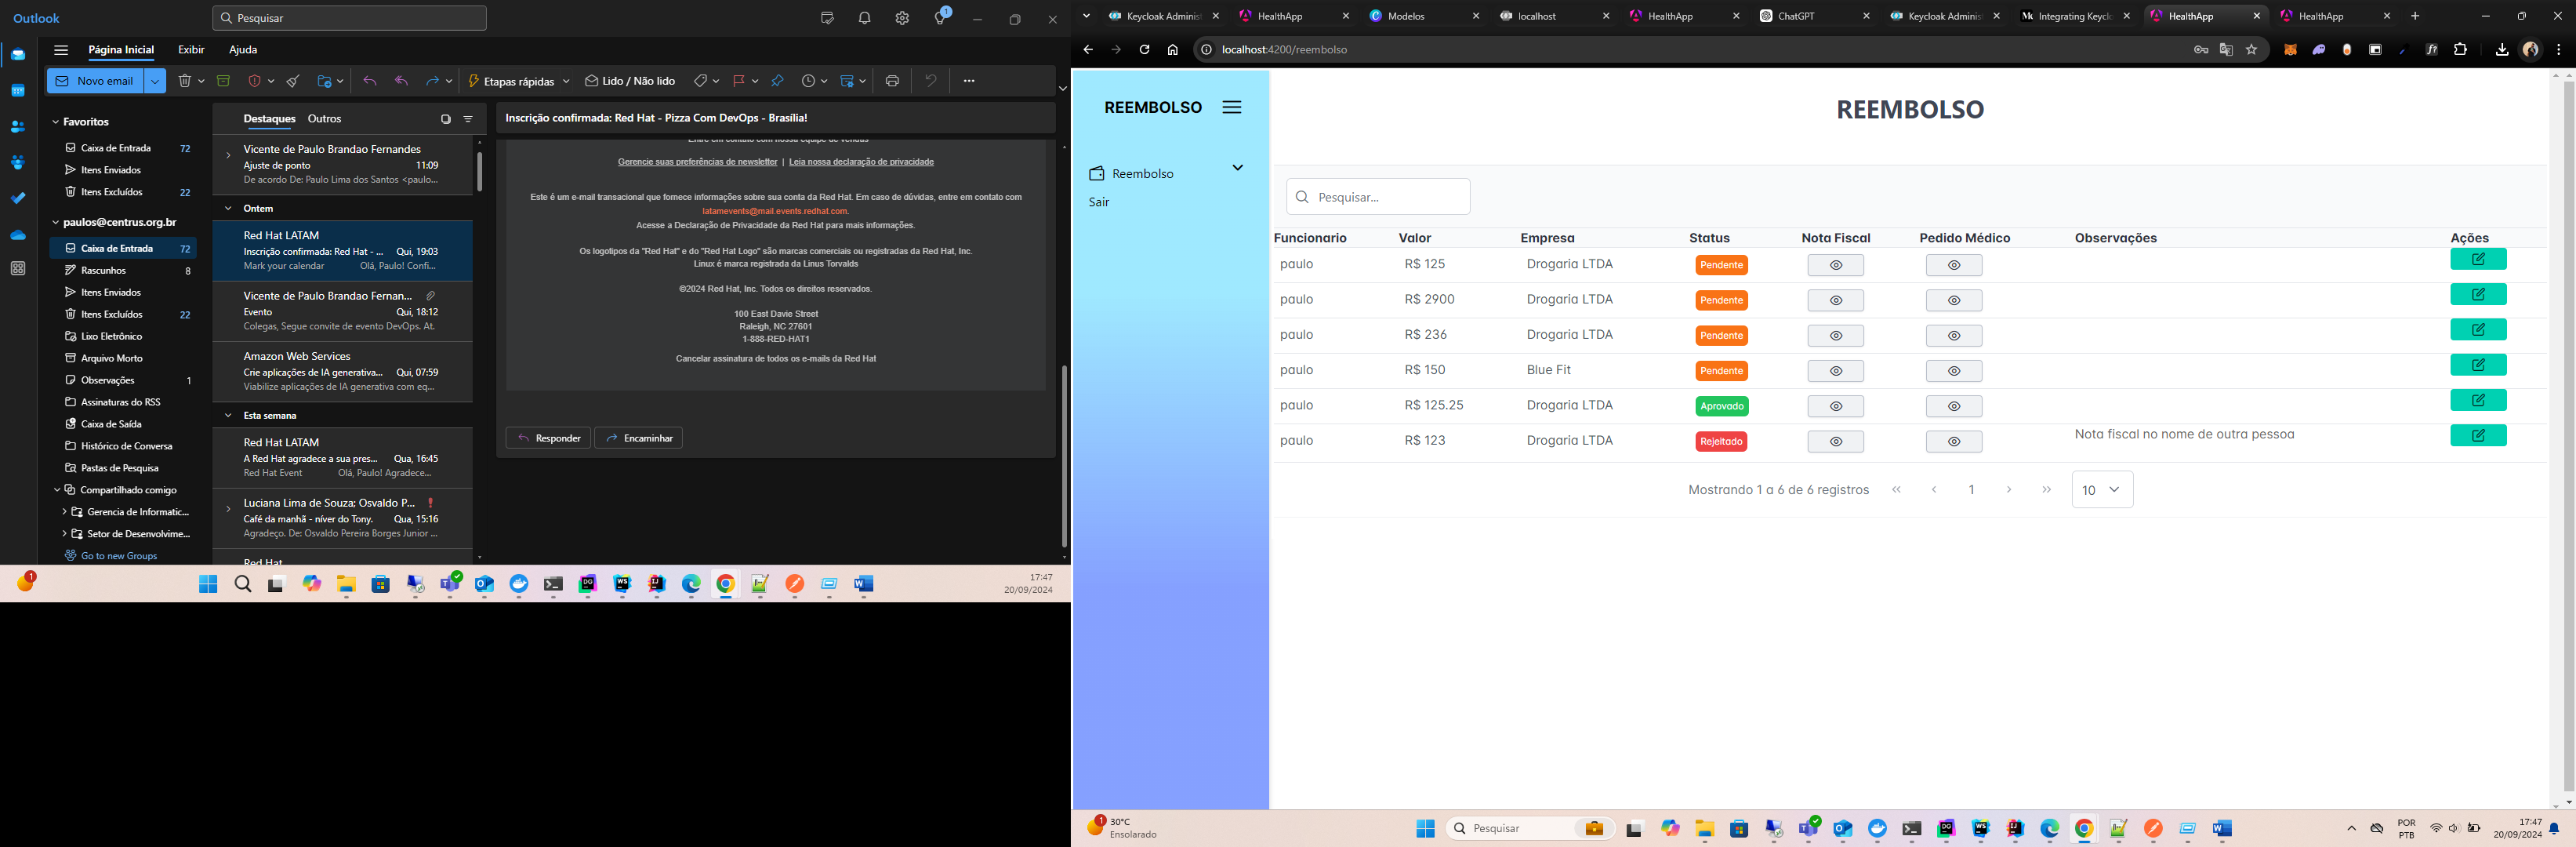 Outlook
Pesquisar
1
Página Inicial
Exibir
Ajuda
Novo email
Etapas rápidas
Lido / Não lido
Favoritos
Caixa de Entrada 72
Itens Enviados
Itens Excluídos 22
paulos@centrus.org.br
Caixa de Entrada 72
Rascunhos 8
Itens Enviados
Itens Excluídos 22
Lixo Eletrônico
Arquivo Morto
Observações 1
Assinaturas do RSS
Caixa de Saída
Histórico de Conversa
Pastas de Pesquisa
Compartilhado comigo
Gerencia de Informatic...
Setor de Desenvolvime...
Go to new Groups
Destaques Outros
Vicente de Paulo Brandao Fernandes
Ajuste de ponto 11:09
De acordo De: Paulo Lima dos Santos <paulo...
Ontem
Red Hat LATAM
Inscrição confirmada: Red Hat - ... Qui, 19:03
Mark your calendar Olá, Paulo! Confi...
Vicente de Paulo Brandao Fernan...
Evento Qui, 18:12
Colegas, Segue convite de evento DevOps. At.
Amazon Web Services
Crie aplicações de IA generativa... Qui, 07:59
Viabilize aplicações de IA generativa com eq...
Esta semana
Red Hat LATAM
A Red Hat agradece a sua pres... Qua, 16:45
Red Hat Event Olá, Paulo! Agradece...
Luciana Lima de Souza: Osvaldo P...
Café da manhã - níver do Tony. Qua, 15:16
Agradeço. De: Osvaldo Pereira Borges Junior ...
Red Hat
Inscrição confirmada: Red Hat - Pizza Com DevOps - Brasília!
Entre em contato com nossa equipe de vendas
Gerencie suas preferências de newsletter | Leia nossa declaração de privacidade
Este é um e-mail transacional que fornece informações sobre sua conta da Red Hat. Em caso de dúvidas, entre em contato com
latamevents@mail.events.redhat.com.
Acesse a Declaração de Privacidade da Red Hat para mais informações.
Os logotipos da "Red Hat" e do "Red Hat Logo" são marcas comerciais ou registradas da Red Hat, Inc.
Linux é marca registrada da Linus Torvalds
©2024 Red Hat, Inc. Todos os direitos reservados.
100 East Davie Street
Raleigh, NC 27601
1-888-RED-HAT1
Cancelar assinatura de todos os e-mails da Red Hat
Responder
Encaminhar
1
17:47
20/09/2024
Keycloak Adminis
HealthApp
Modelos
localhost
HealthApp
ChatGPT
Keycloak Adminis
Integrating Keyclo
HealthApp
HealthApp
localhost:4200/reembolso
REEMBOLSO
Reembolso
Sair
REEMBOLSO
Pesquisar...
Funcionario Valor Empresa Status Nota Fiscal Pedido Médico Observações Ações
paulo R$ 125 Drogaria LTDA Pendente
paulo R$ 2900 Drogaria LTDA Pendente
paulo R$ 236 Drogaria LTDA Pendente
paulo R$ 150 Blue Fit Pendente
paulo R$ 125.25 Drogaria LTDA Aprovado
paulo R$ 123 Drogaria LTDA Rejeitado Nota fiscal no nome de outra pessoa
Mostrando 1 a 6 de 6 registros 1 10
1
30°C
Ensolarado
Pesquisar
POR
PTB
17:47
20/09/2024